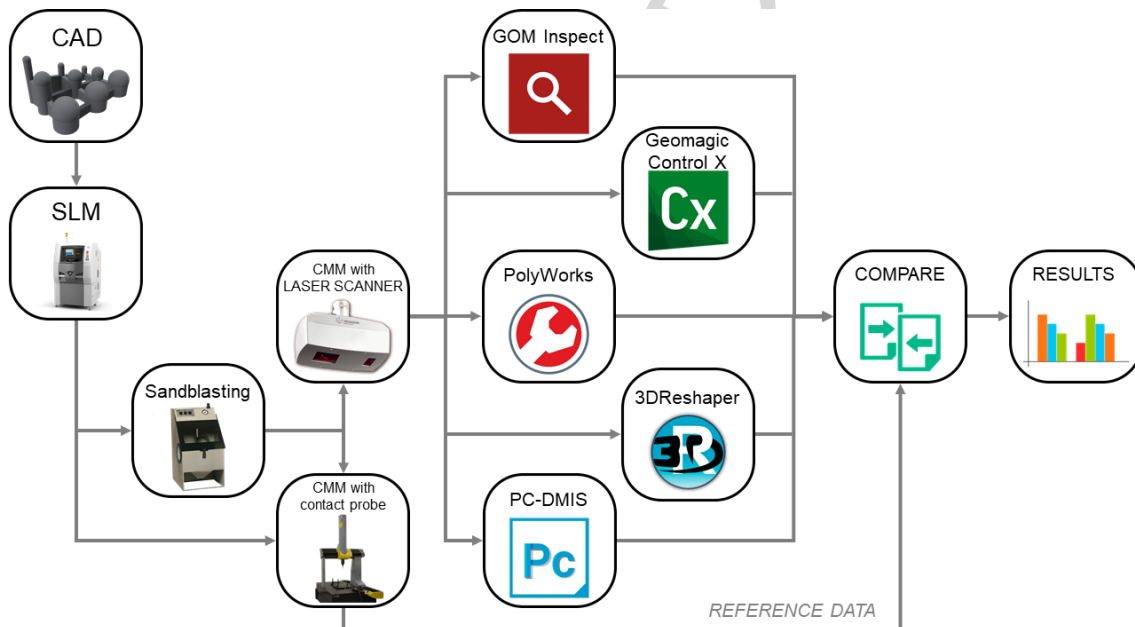 CAD
SLM
Sandblasting
CMM with
LASER SCANNER
CMM with
contact probe
GOM Inspect
Geomagic
Control X
Cx
PolyWorks
3DReshaper
3R
PC-DMIS
Pc
COMPARE
RESULTS
REFERENCE DATA